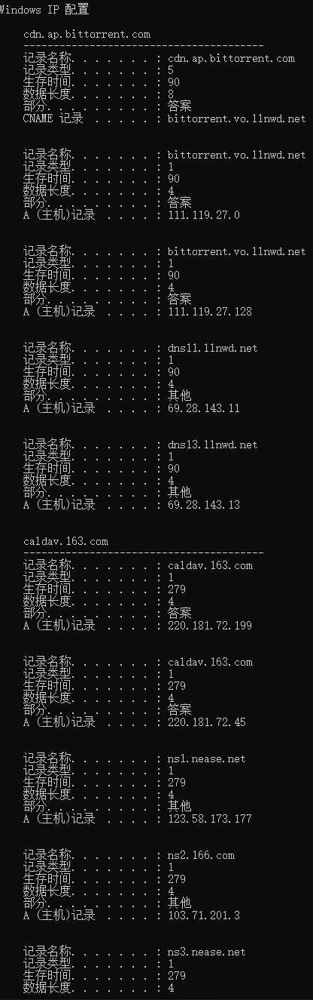 Windows IP 配置
cdn.ap.bittorrent.com
----------------------------------------
记录名称. . . . . . . : cdn.ap.bittorrent.com
记录类型. . . . . . . : 5
生存时间. . . . . . . : 90
数据长度. . . . . . . : 8
部分. . . . . . . . . : 答案
CNAME 记录 . . . . . : bittorrent.vo.llnwd.net
记录名称. . . . . . . : bittorrent.vo.llnwd.net
记录类型. . . . . . . : 1
生存时间. . . . . . . : 90
数据长度. . . . . . . : 4
部分. . . . . . . . . : 答案
A (主机)记录 . . . . : 111.119.27.0
记录名称. . . . . . . : bittorrent.vo.llnwd.net
记录类型. . . . . . . : 1
生存时间. . . . . . . : 90
数据长度. . . . . . . : 4
部分. . . . . . . . . : 答案
A (主机)记录 . . . . : 111.119.27.128
记录名称. . . . . . . : dns11.llnwd.net
记录类型. . . . . . . : 1
生存时间. . . . . . . : 90
数据长度. . . . . . . : 4
部分. . . . . . . . . : 其他
A (主机)记录 . . . . : 69.28.143.11
记录名称. . . . . . . : dns13.llnwd.net
记录类型. . . . . . . : 1
生存时间. . . . . . . : 90
数据长度. . . . . . . : 4
部分. . . . . . . . . : 其他
A (主机)记录 . . . . : 69.28.143.13
caldav.163.com
----------------------------------------
记录名称. . . . . . . : caldav.163.com
记录类型. . . . . . . : 1
生存时间. . . . . . . : 279
数据长度. . . . . . . : 4
部分. . . . . . . . . : 答案
A (主机)记录 . . . . : 220.181.72.199
记录名称. . . . . . . : caldav.163.com
记录类型. . . . . . . : 1
生存时间. . . . . . . : 279
数据长度. . . . . . . : 4
部分. . . . . . . . . : 答案
A (主机)记录 . . . . : 220.181.72.45
记录名称. . . . . . . : ns1.nease.net
记录类型. . . . . . . : 1
生存时间. . . . . . . : 279
数据长度. . . . . . . : 4
部分. . . . . . . . . : 其他
A (主机)记录 . . . . : 123.58.173.177
记录名称. . . . . . . : ns2.166.com
记录类型. . . . . . . : 1
生存时间. . . . . . . : 279
数据长度. . . . . . . : 4
部分. . . . . . . . . : 其他
A (主机)记录 . . . . : 103.71.201.3
记录名称. . . . . . . : ns3.nease.net
记录类型. . . . . . . : 1
生存时间. . . . . . . : 279
数据长度. . . . . . . : 4